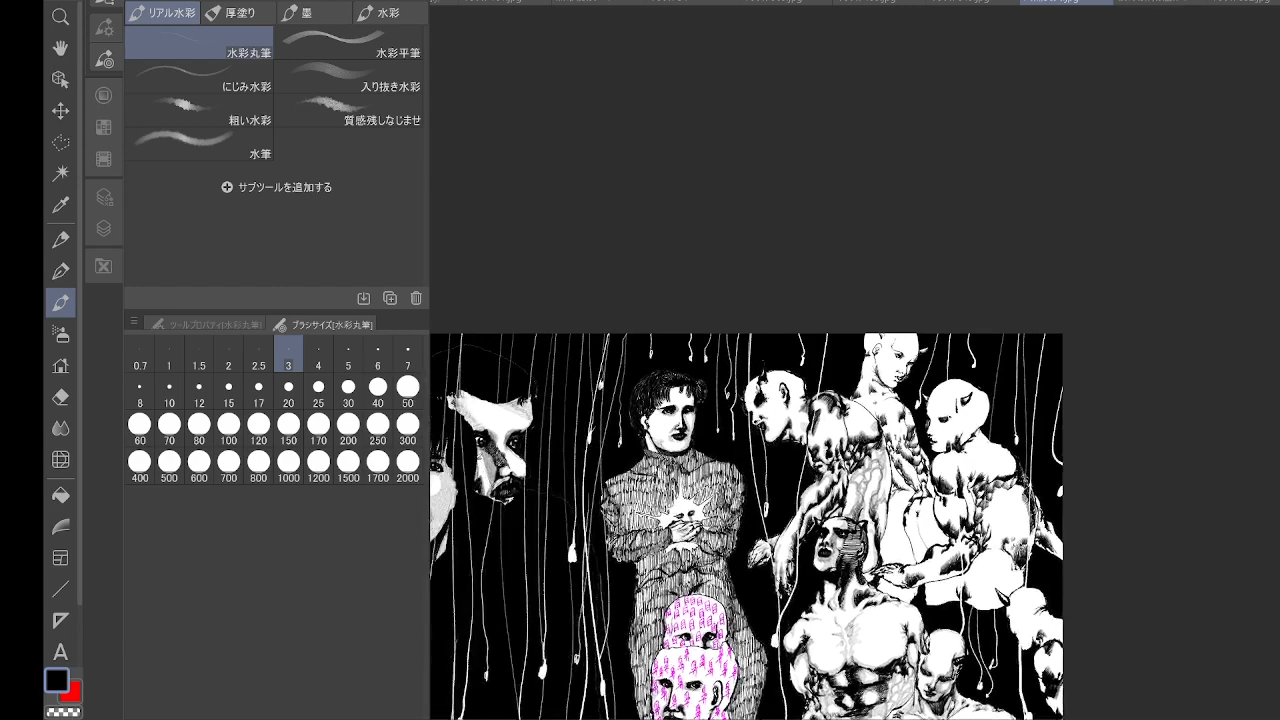 リアル水彩 厚塗り 墨 水彩
水彩丸筆 水彩平筆
にじみ水彩 入り抜き水彩
粗い水彩 質感残しなじませ
水筆
サブツールを追加する
ツールプロパティ[水彩丸筆] ブラシサイズ[水彩丸筆]
0.7 1 1.5 2 2.5 3 4 5 6 7
8 10 12 15 17 20 25 30 40 50
60 70 80 100 120 150 170 200 250 300
400 500 600 700 800 1000 1200 1500 1700 2000
A